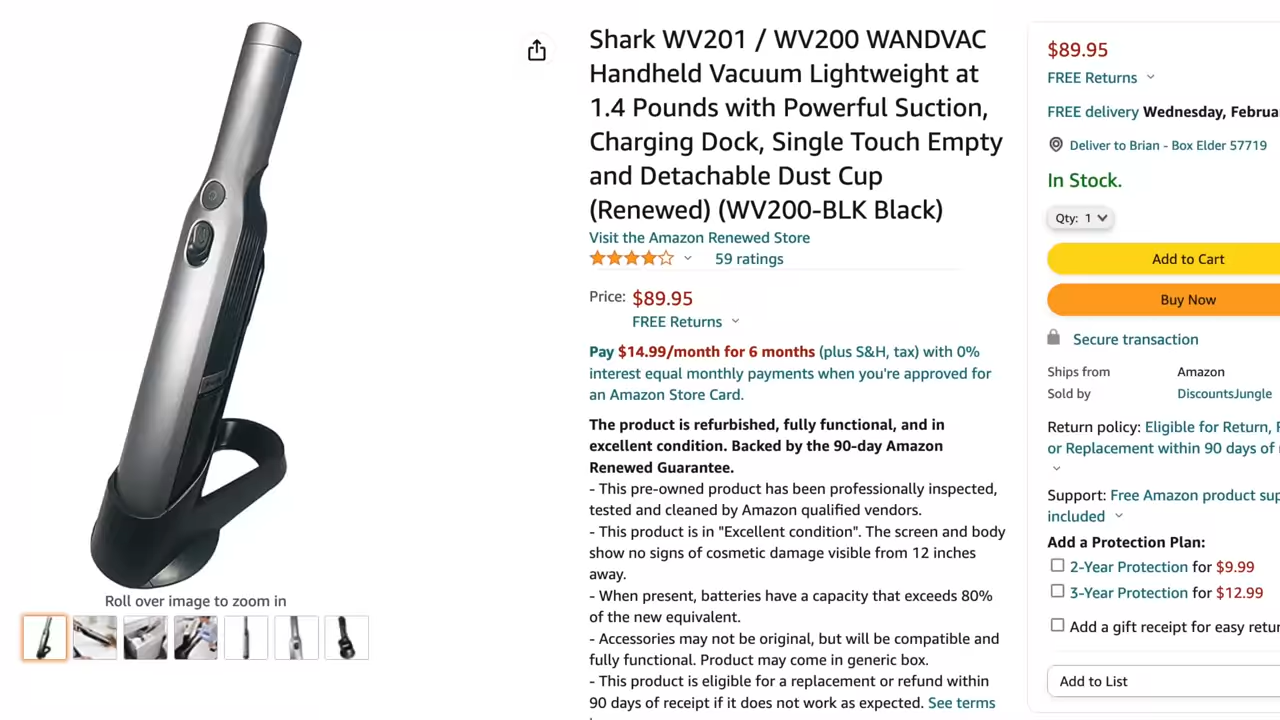 Shark WV201 / WV200 WANDVAC
Handheld Vacuum Lightweight at
1.4 Pounds with Powerful Suction,
Charging Dock, Single Touch Empty
and Detachable Dust Cup
(Renewed) (WV200-BLK Black)
Visit the Amazon Renewed Store
59 ratings
Price: $89.95
FREE Returns
Pay $14.99/month for 6 months (plus S&H, tax) with 0%
interest equal monthly payments when you're approved for
an Amazon Store Card.
The product is refurbished, fully functional, and in
excellent condition. Backed by the 90-day Amazon
Renewed Guarantee.
- This pre-owned product has been professionally inspected,
tested and cleaned by Amazon qualified vendors.
- This product is in "Excellent condition". The screen and body
show no signs of cosmetic damage visible from 12 inches
away.
- When present, batteries have a capacity that exceeds 80%
of the new equivalent.
- Accessories may not be original, but will be compatible and
fully functional. Product may come in generic box.
- This product is eligible for a replacement or refund within
90 days of receipt if it does not work as expected. See terms
Roll over image to zoom in
$89.95
FREE Returns
FREE delivery Wednesday, Februa
Deliver to Brian - Box Elder 57719
In Stock.
Qty: 1
Add to Cart
Buy Now
Secure transaction
Ships from Amazon
Sold by DiscountsJungle
Return policy: Eligible for Return,
or Replacement within 90 days of
Support: Free Amazon product sup
included
Add a Protection Plan:
2-Year Protection for $9.99
3-Year Protection for $12.99
Add a gift receipt for easy retur
Add to List